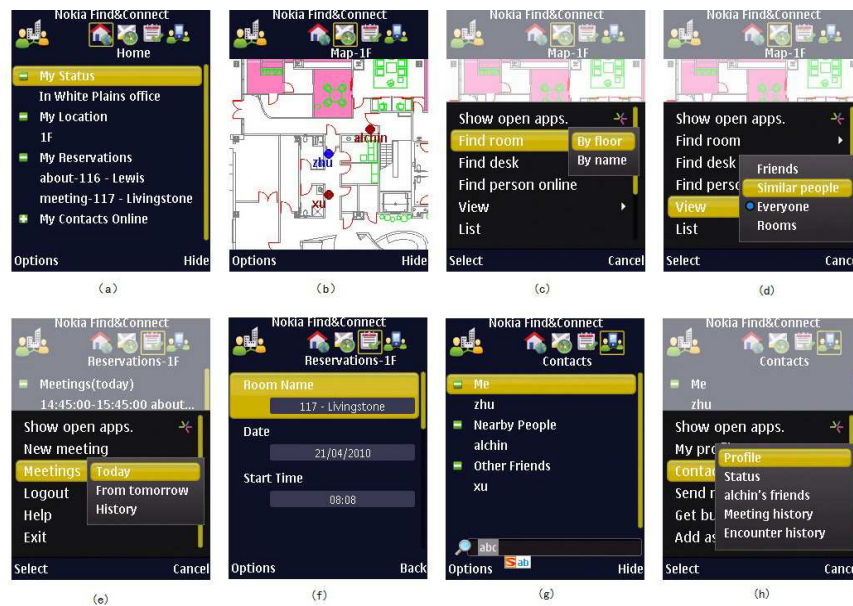 Nokia Find&Connect
Home
My Status
In White Plains office
My Location
1F
My Reservations
about-116 - Lewis
meeting-117 - Livingstone
My Contacts Online
Options Hide
(a)
Nokia Find&Connect
Map-1F
alchin
zhu
xu
Options Hide
(b)
Nokia Find&Connect
Map-1F
Show open apps.
Find room
By floor
Find desk
By name
Find person online
View
List
Select Cancel
(c)
Nokia Find&Connect
Map-1F
Show open apps.
Find room
Find desk
Friends
Find perso
Similar people
View
Everyone
List
Rooms
Select Cance
(d)
Nokia Find&Connect
Reservations-1F
Meetings(today)
14:45:00-15:45:00 about...
Show open apps.
New meeting
Meetings
Today
Logout
From tomorrow
Help
History
Exit
Select Cancel
(e)
Nokia Find&Connect
Reservations-1F
Room Name
117 - Livingstone
Date
21/04/2010
Start Time
08:08
Options Back
(f)
Nokia Find&Connect
Contacts
Me
zhu
Nearby People
alchin
Other Friends
xu
abc
S ab
Options Hide
(g)
Nokia Find&Connect
Contacts
Me
zhu
Show open apps.
My pro
Profile
Contac
Status
Send
alchin's friends
Get bu
Meeting history
Add as
Encounter history
Select Cance
(h)